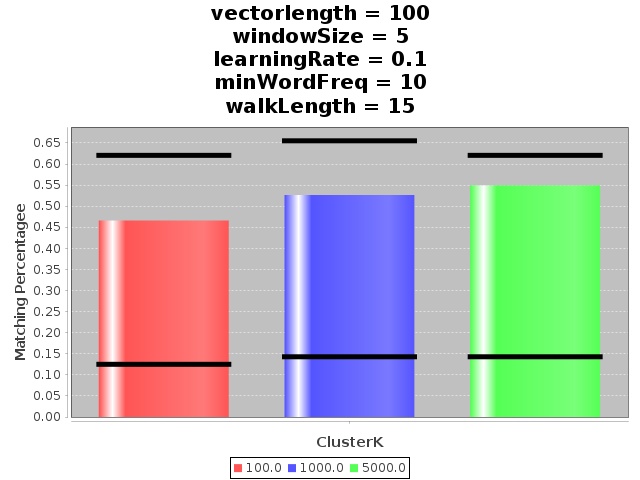 vectorlength = 100
windowSize = 5
learningRate = 0.1
minWordFreq = 10
walkLength = 15
0.65
0.60
0.55
0.50
0.45
0.40
0.35
0.30
0.25
0.20
0.15
0.10
0.05
0.00
Matching Percentagee
ClusterK
100.0 1000.0 5000.0